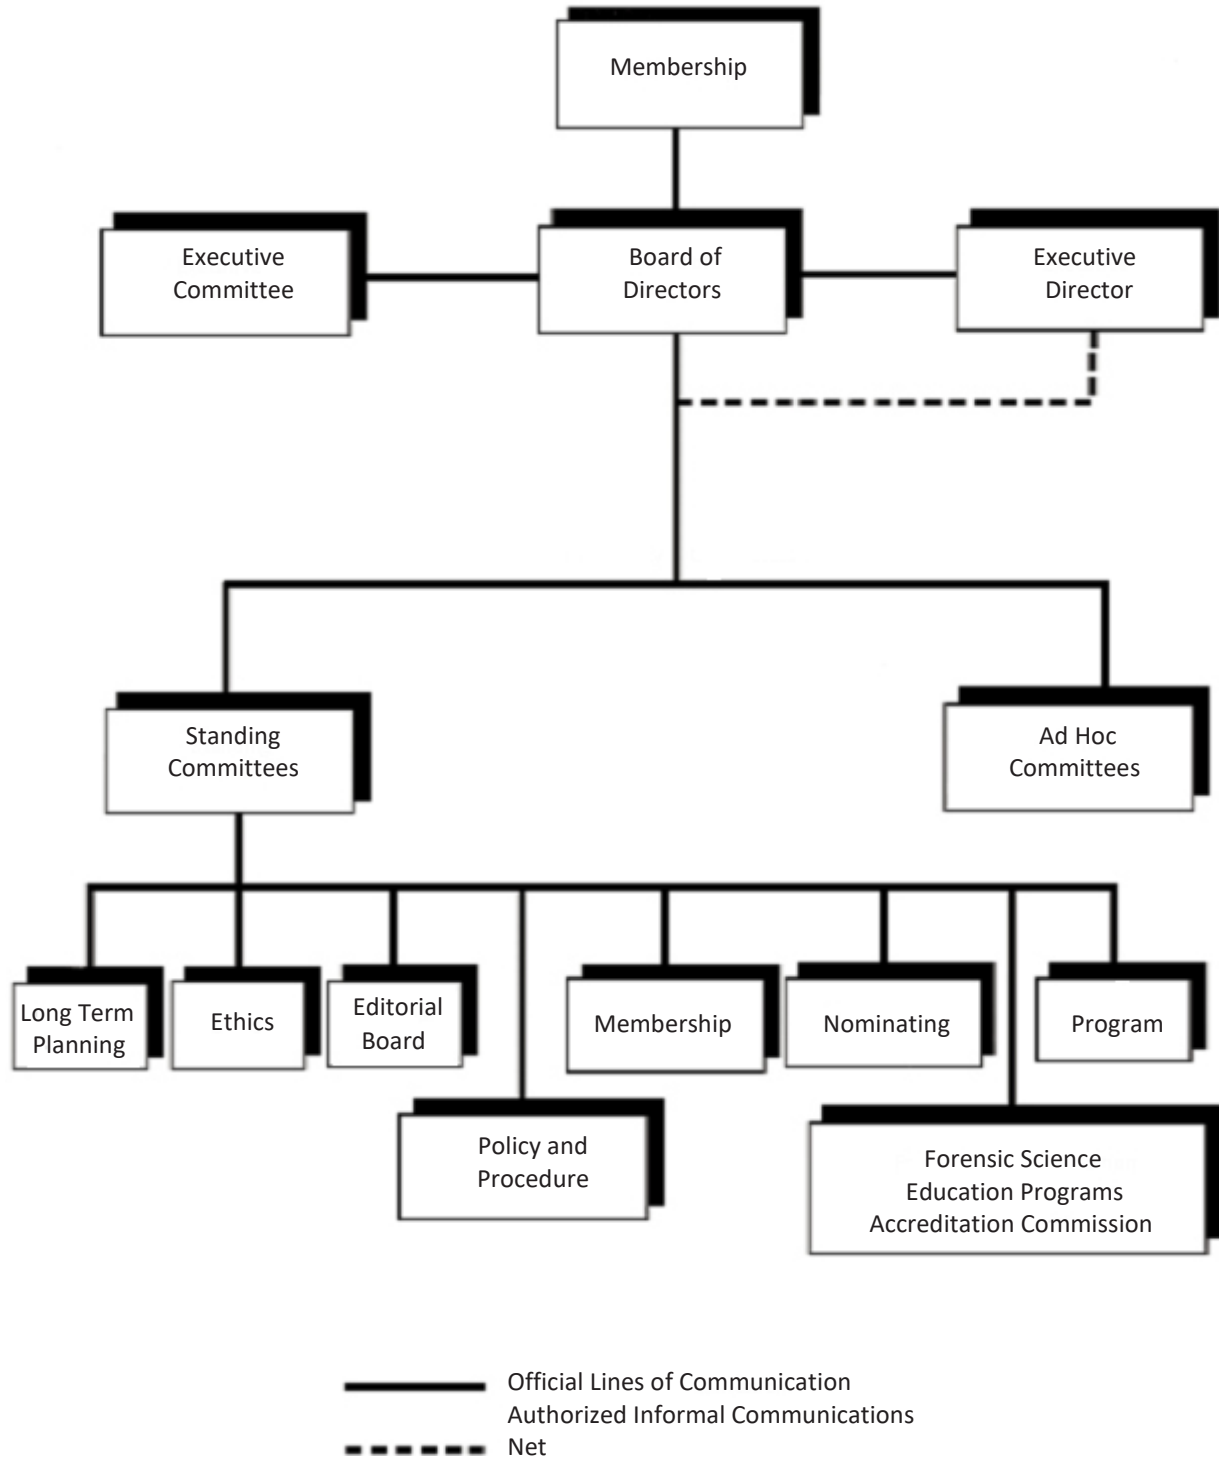 Membership
Executive
Committee
Board of
Directors
Executive
Director
Standing
Committees
Ad Hoc
Committees
Long Term
Planning
Ethics
Editorial
Board
Membership
Nominating
Program
Policy and
Procedure
Forensic Science
Education Programs
Accreditation Commission
Official Lines of Communication
Authorized Informal Communications
Net